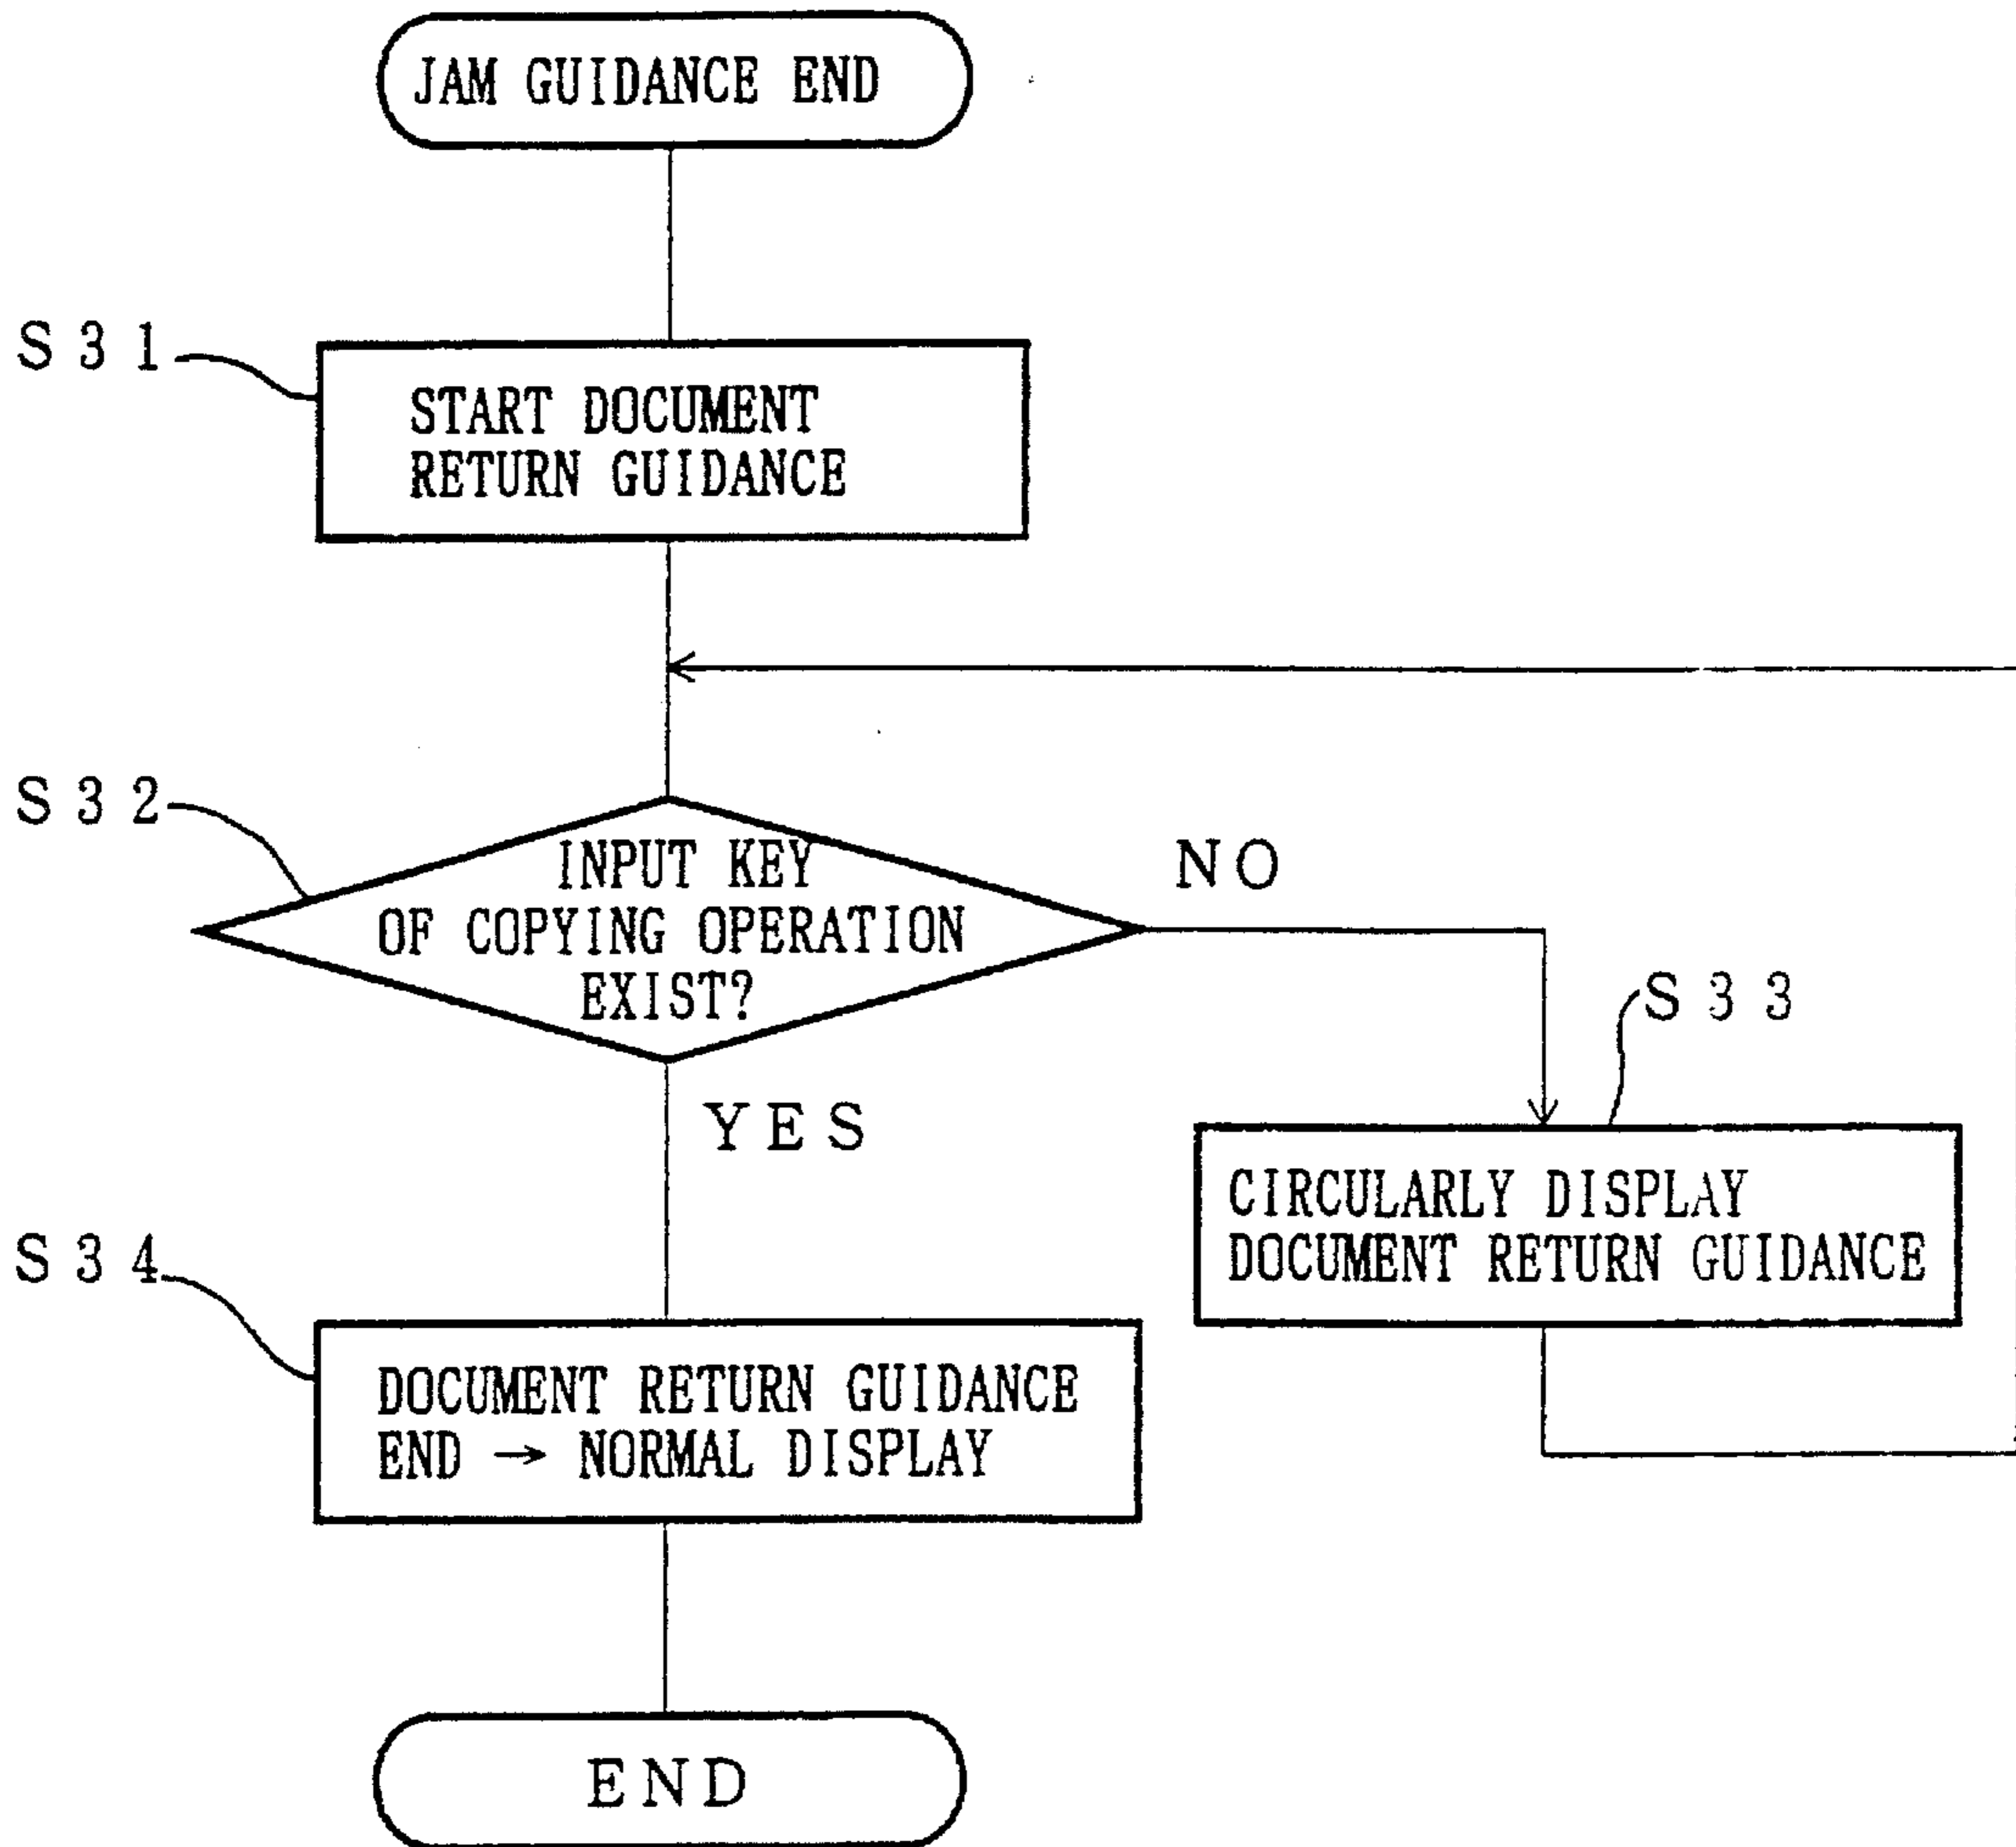 JAM GUIDANCE END
S31
START DOCUMENT
RETURN GUIDANCE
S32
INPUT KEY
OF COPYING OPERATION
EXIST?
NO
YES
S33
CIRCULARLY DISPLAY
DOCUMENT RETURN GUIDANCE
S34
DOCUMENT RETURN GUIDANCE
END → NORMAL DISPLAY
END